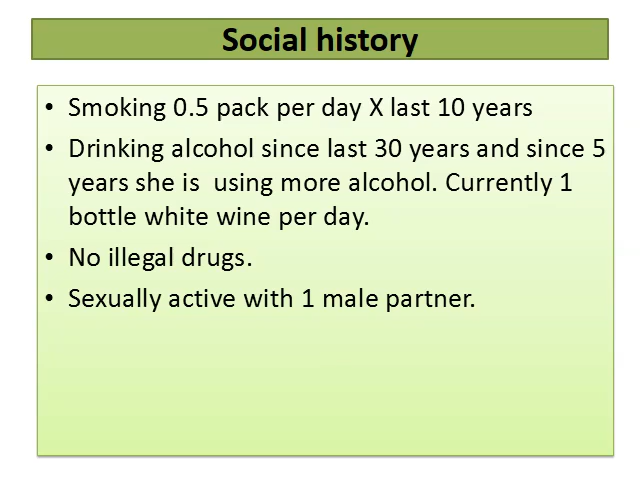 Social history
• Smoking 0.5 pack per day X last 10 years
• Drinking alcohol since last 30 years and since 5
years she is  using more alcohol. Currently 1
bottle white wine per day.
• No illegal drugs.
• Sexually active with 1 male partner.